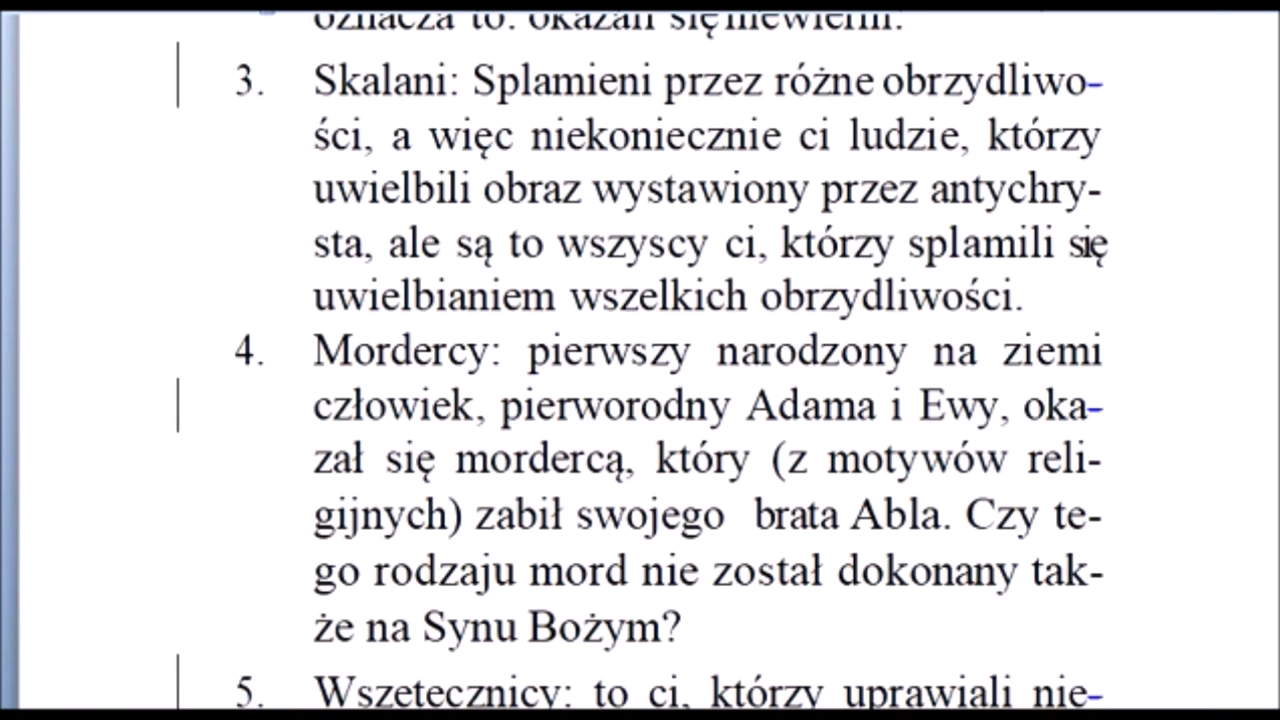 oznacza to: okazali się niewierni.
3. Skalani: Splamieni przez różne obrzydliwo-
ści, a więc niekoniecznie ci ludzie, którzy
uwielbili obraz wystawiony przez antychry-
sta, ale są to wszyscy ci, którzy splamili się
uwielbianiem wszelkich obrzydliwości.
4. Mordercy: pierwszy narodzony na ziemi
człowiek, pierworodny Adama i Ewy, oka-
zał się mordercą, który (z motywów reli-
gijnych) zabił swojego brata Abla. Czy te-
go rodzaju mord nie został dokonany tak-
że na Synu Bożym?
5. Wszetecznicy: to ci, którzy uprawiali nie-